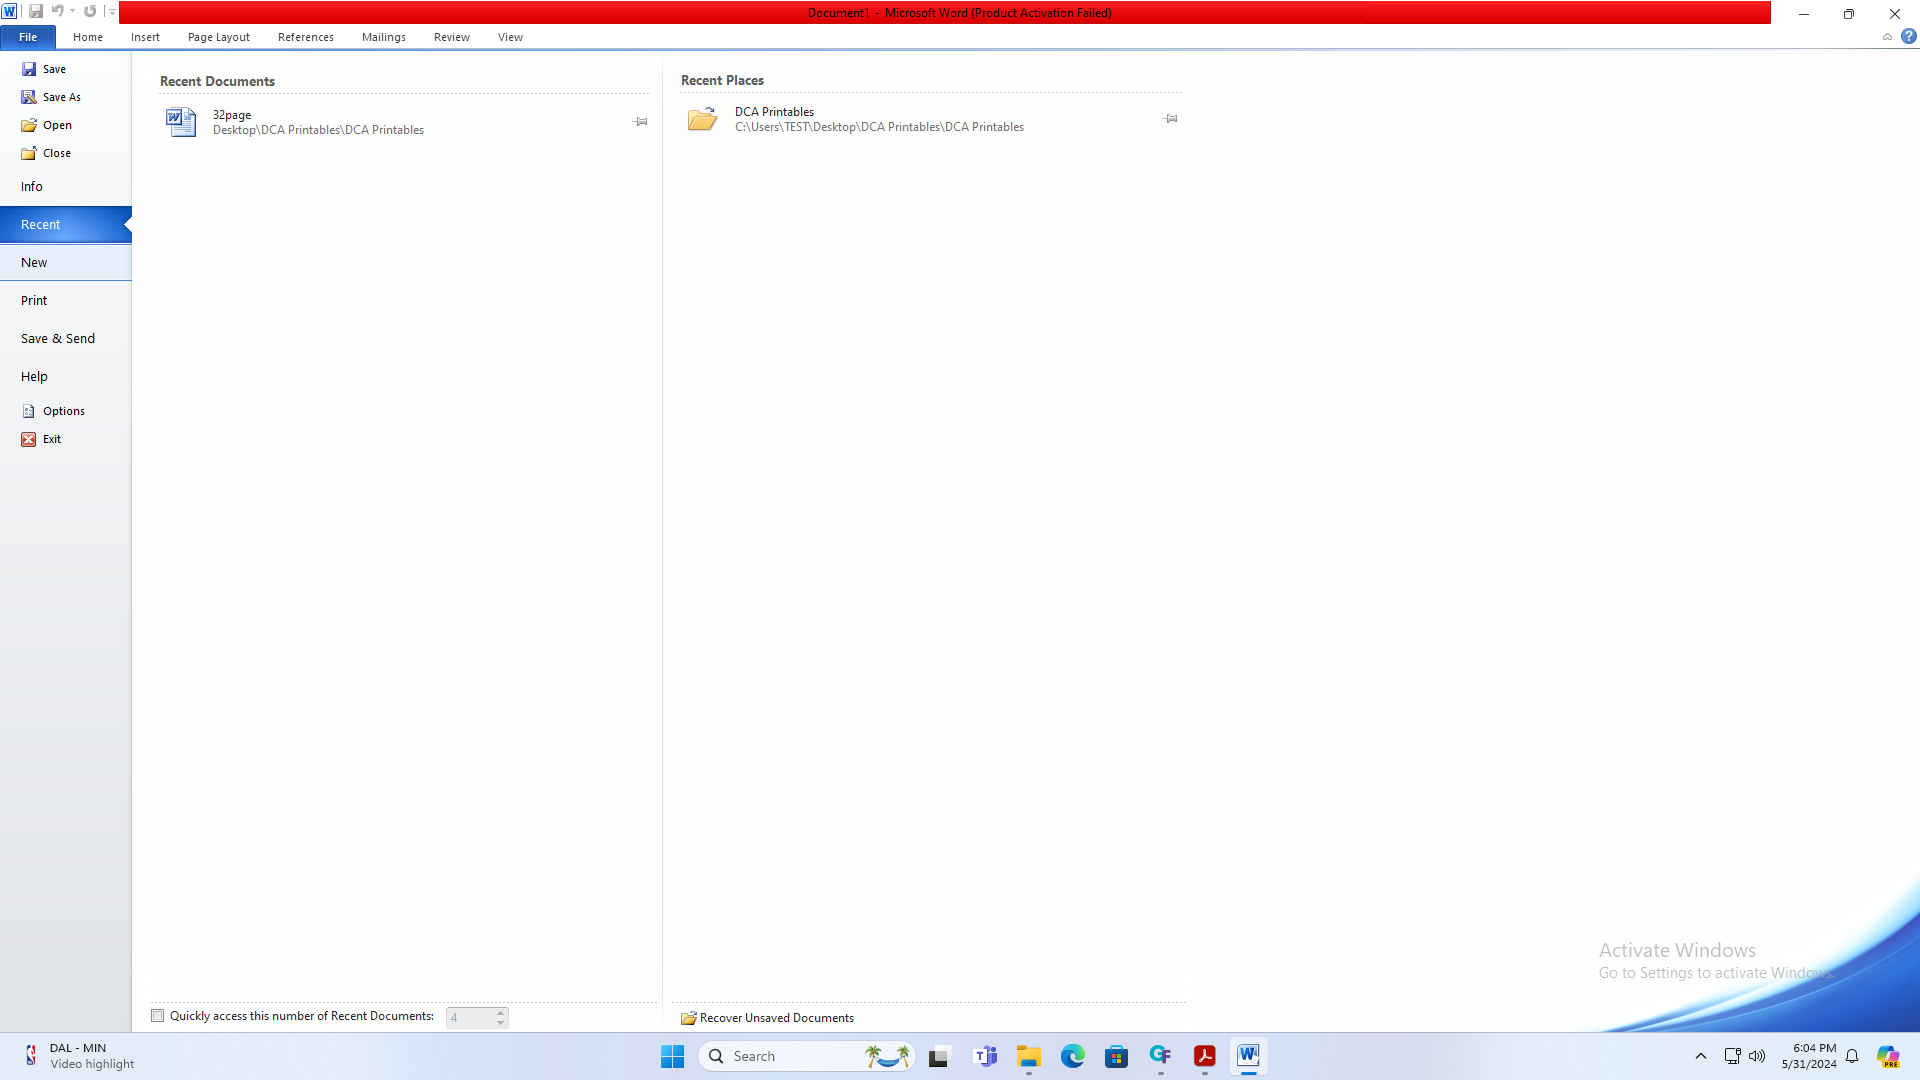 Document1 - Microsoft Word (Product Activation Failed)
File Home Insert Page Layout References Mailings Review View
Save
Save As
Open
Close
Info
Recent
New
Print
Save & Send
Help
Options
Exit
Recent Documents
32page
Desktop\DCA Printables\DCA Printables
Quickly access this number of Recent Documents: 4
Recent Places
DCA Printables
C:\Users\TEST\Desktop\DCA Printables\DCA Printables
Recover Unsaved Documents
Activate Windows
Go to Settings to activate Windows.
DAL - MIN
Video highlight
Search
6:04 PM
5/31/2024
PRE